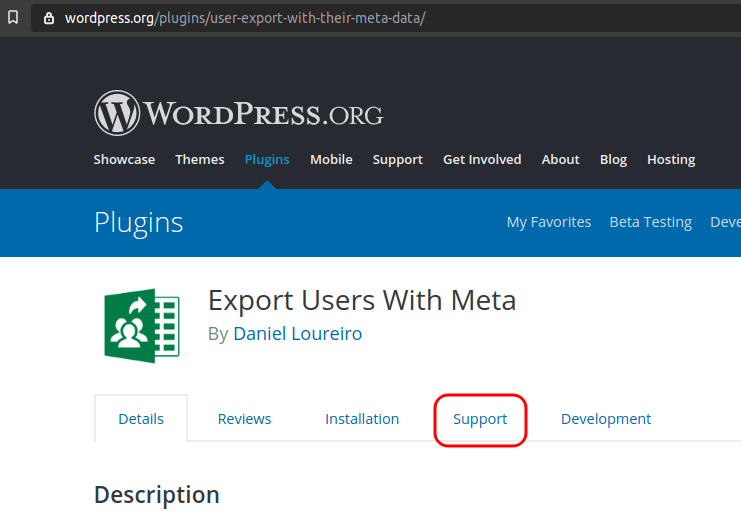 wordpress.org/plugins/user-export-with-their-meta-data/
WORDPRESS.ORG
Showcase Themes Plugins Mobile Support Get Involved About Blog Hosting
Plugins My Favorites Beta Testing Deve
Export Users With Meta
By Daniel Loureiro
Details Reviews Installation Support Development
Description